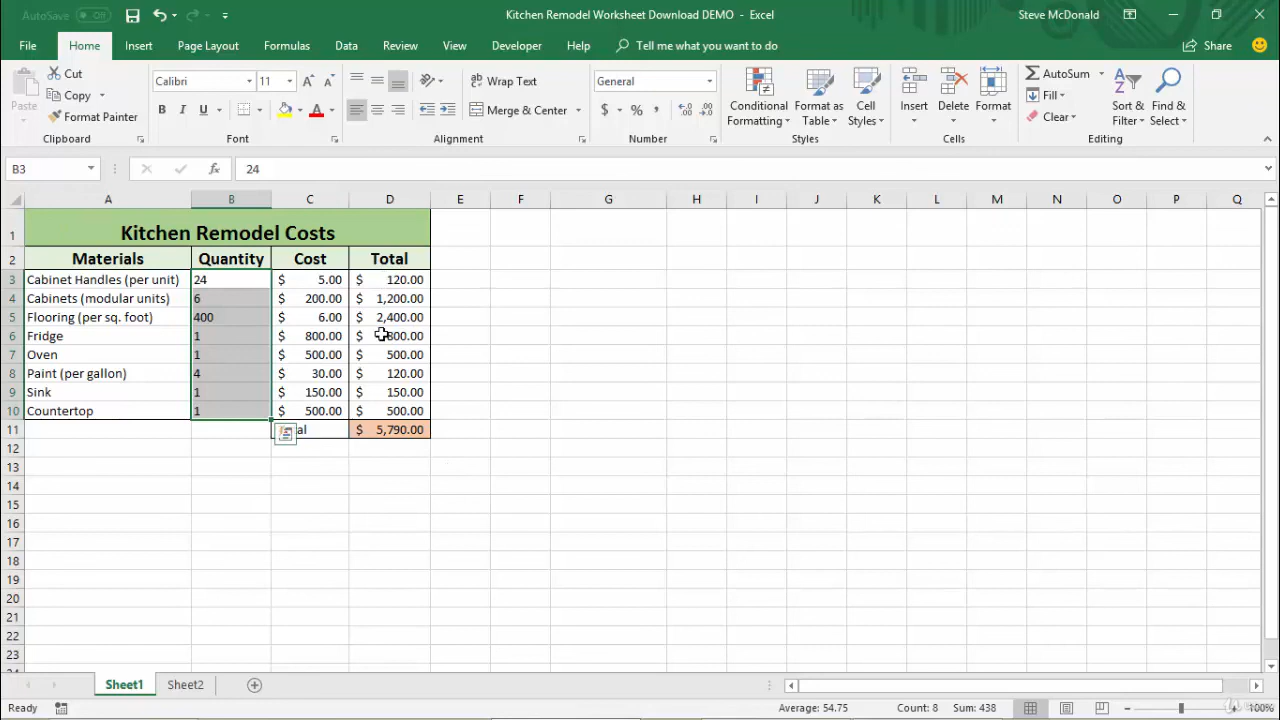 AutoSave Off Kitchen Remodel Worksheet Download DEMO - Excel Steve McDonald
File Home Insert Page Layout Formulas Data Review View Developer Help Tell me what you want to do Share
Paste Cut Copy Format Painter Clipboard
Calibri 11 B I U A Font
Wrap Text Merge & Center Alignment
General $ % , Number
Conditional Formatting Format as Table Cell Styles Styles
Insert Delete Format Cells
AutoSum Fill Clear Sort & Filter Find & Select Editing
B3 fx 24
A B C D E F G H I J K L M N O P Q
1 Kitchen Remodel Costs
2 Materials Quantity Cost Total
3 Cabinet Handles (per unit) 24 $ 5.00 $ 120.00
4 Cabinets (modular units) 6 $ 200.00 $ 1,200.00
5 Flooring (per sq. foot) 400 $ 6.00 $ 2,400.00
6 Fridge 1 $ 800.00 $ 800.00
7 Oven 1 $ 500.00 $ 500.00
8 Paint (per gallon) 4 $ 30.00 $ 120.00
9 Sink 1 $ 150.00 $ 150.00
10 Countertop 1 $ 500.00 $ 500.00
11 $ 5,790.00
12
13
14
15
16
17
18
19
20
21
22
23
Sheet1 Sheet2
Ready Average: 54.75 Count: 8 Sum: 438 100%